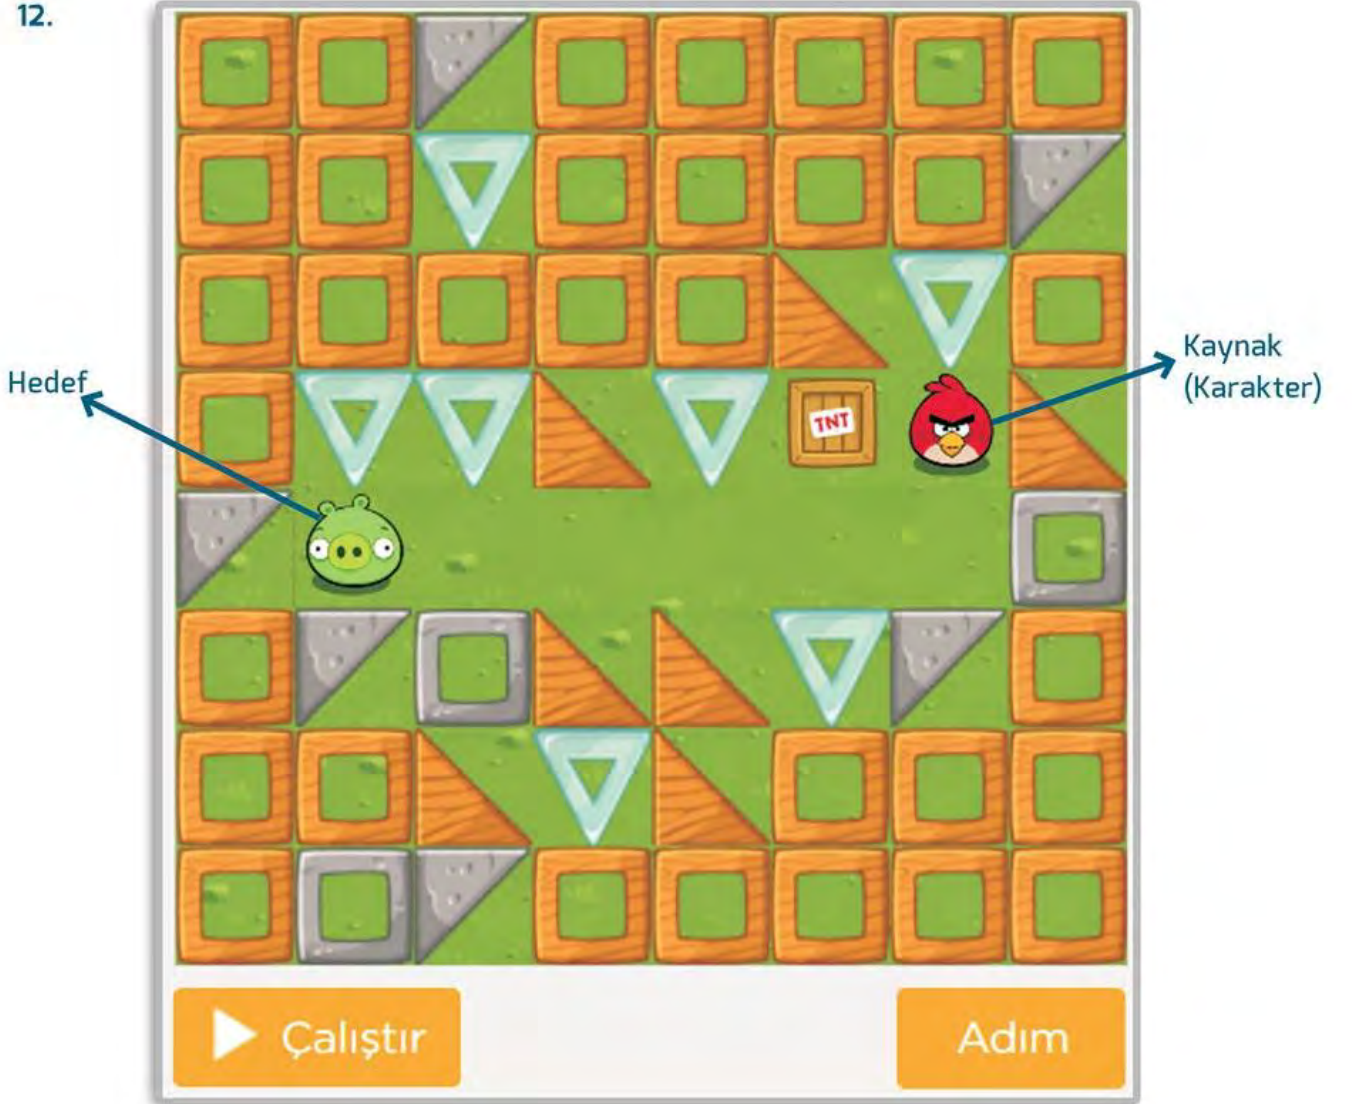 12.
Hedef
Kaynak
(Karakter)
TNT
Çalıştır
Adım